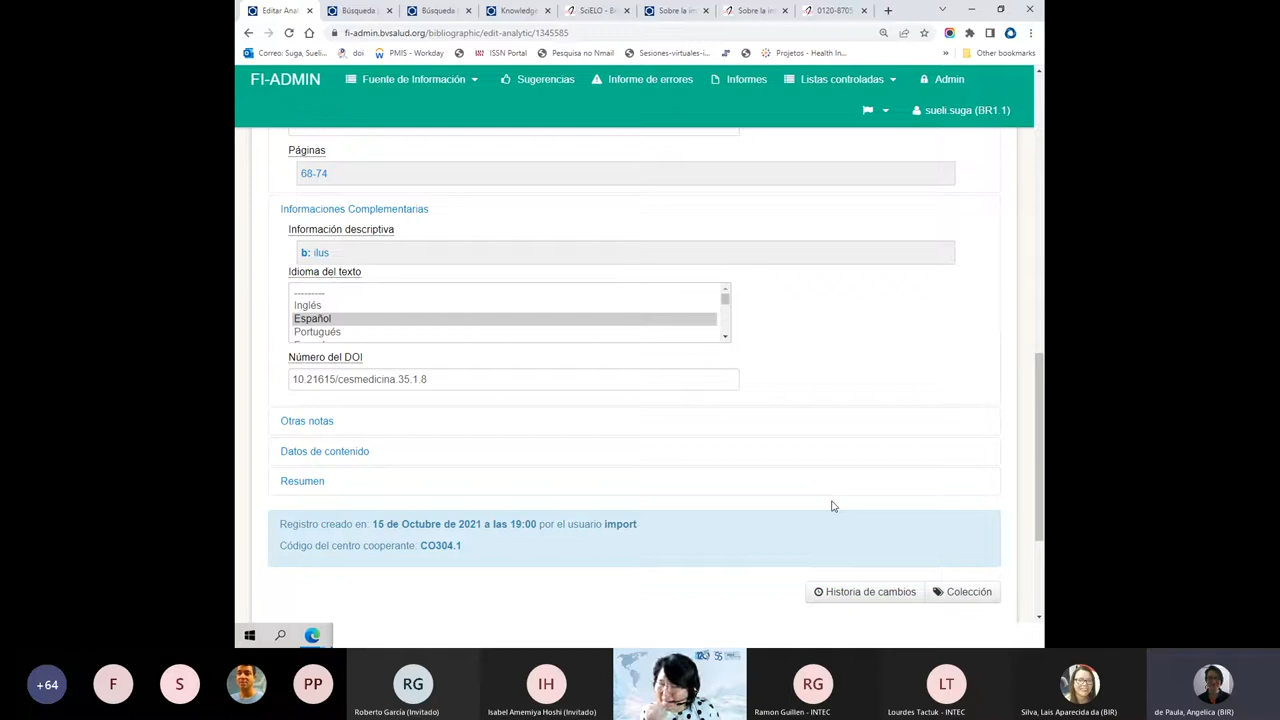 Editar Anal
Búsqueda
Búsqueda
Knowledge
SciELO - B
Sobre la im
Sobre la im
0120-8705
fi-admin.bvsalud.org/bibliographic/edit-analytic/1345585
Correo: Suga, Sueli...
doi
PMIS - Workday
ISSN Portal
Pesquisa no Nmail
Sesiones-virtuales-i...
Projetos - Health In...
»
Other bookmarks
FI-ADMIN
Fuente de Información
Sugerencias
Informe de errores
Informes
Listas controladas
Admin
sueli.suga (BR1.1)
Páginas
68-74
Informaciones Complementarias
Información descriptiva
b: ilus
Idioma del texto
---------
Inglés
Español
Portugués
Número del DOI
10.21615/cesmedicina.35.1.8
Otras notas
Datos de contenido
Resumen
Registro creado en: 15 de Octubre de 2021 a las 19:00 por el usuario import
Código del centro cooperante: CO304.1
Historia de cambios
Colección
+64
F
S
PP
RG
Roberto García (Invitado)
IH
Isabel Amemiya Hoshi (Invitado)
RG
Ramon Guillen - INTEC
LT
Lourdes Tactuk - INTEC
Silva, Lais Aparecida da (BIR)
de Paula, Angelica (BIR)